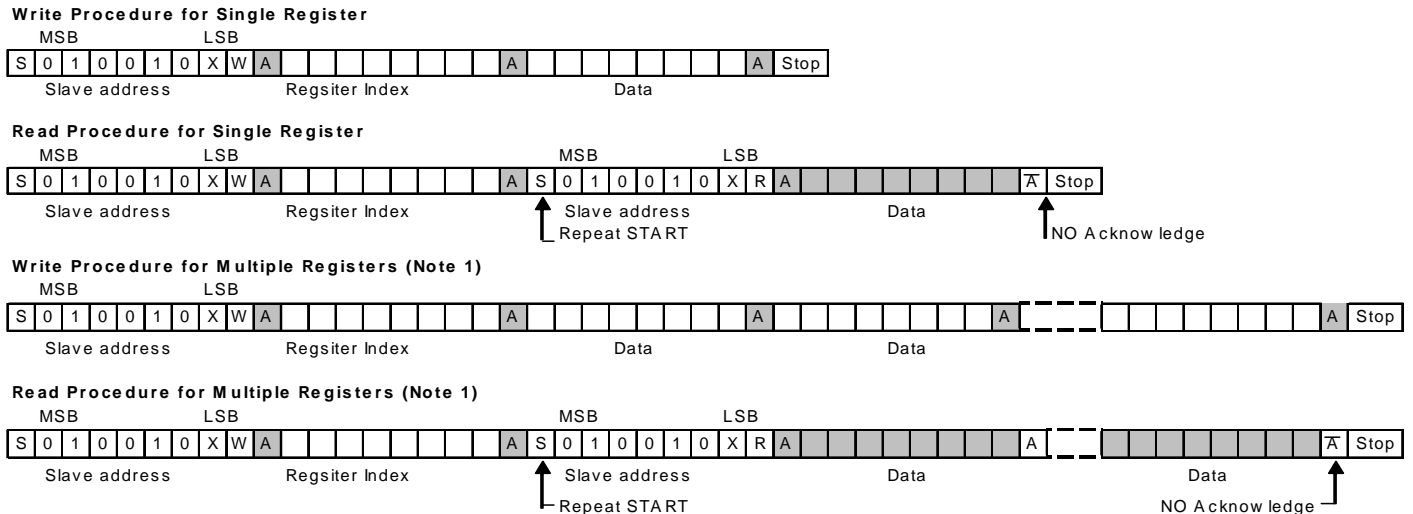 Write Procedure for Single Register
MSB LSB
S 0 1 0 0 1 0 X W A A A Stop
Slave address Regsiter Index Data
Read Procedure for Single Register
MSB LSB MSB LSB
S 0 1 0 0 1 0 X W A A S 0 1 0 0 1 0 X R A A̅ Stop
Slave address Regsiter Index Slave address Data
Repeat START NO Acknowledge
Write Procedure for Multiple Registers (Note 1)
MSB LSB
S 0 1 0 0 1 0 X W A A A A A Stop
Slave address Regsiter Index Data Data
Read Procedure for Multiple Registers (Note 1)
MSB LSB MSB LSB
S 0 1 0 0 1 0 X W A A S 0 1 0 0 1 0 X R A A A̅ Stop
Slave address Regsiter Index Slave address Data Data
Repeat START NO Acknowledge